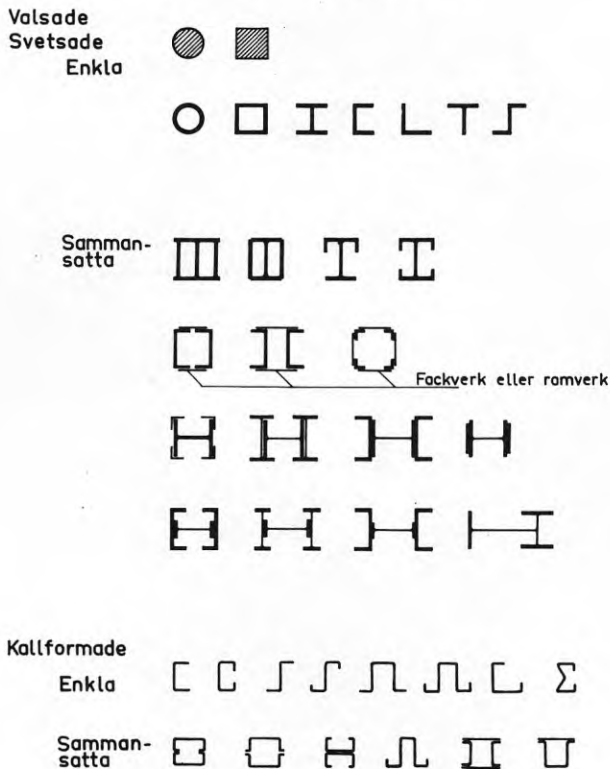 Valsade
Svetsade
Enkla
Samman-
satta
Fackverk eller ramverk
Kallformade
Enkla
Samman-
satta